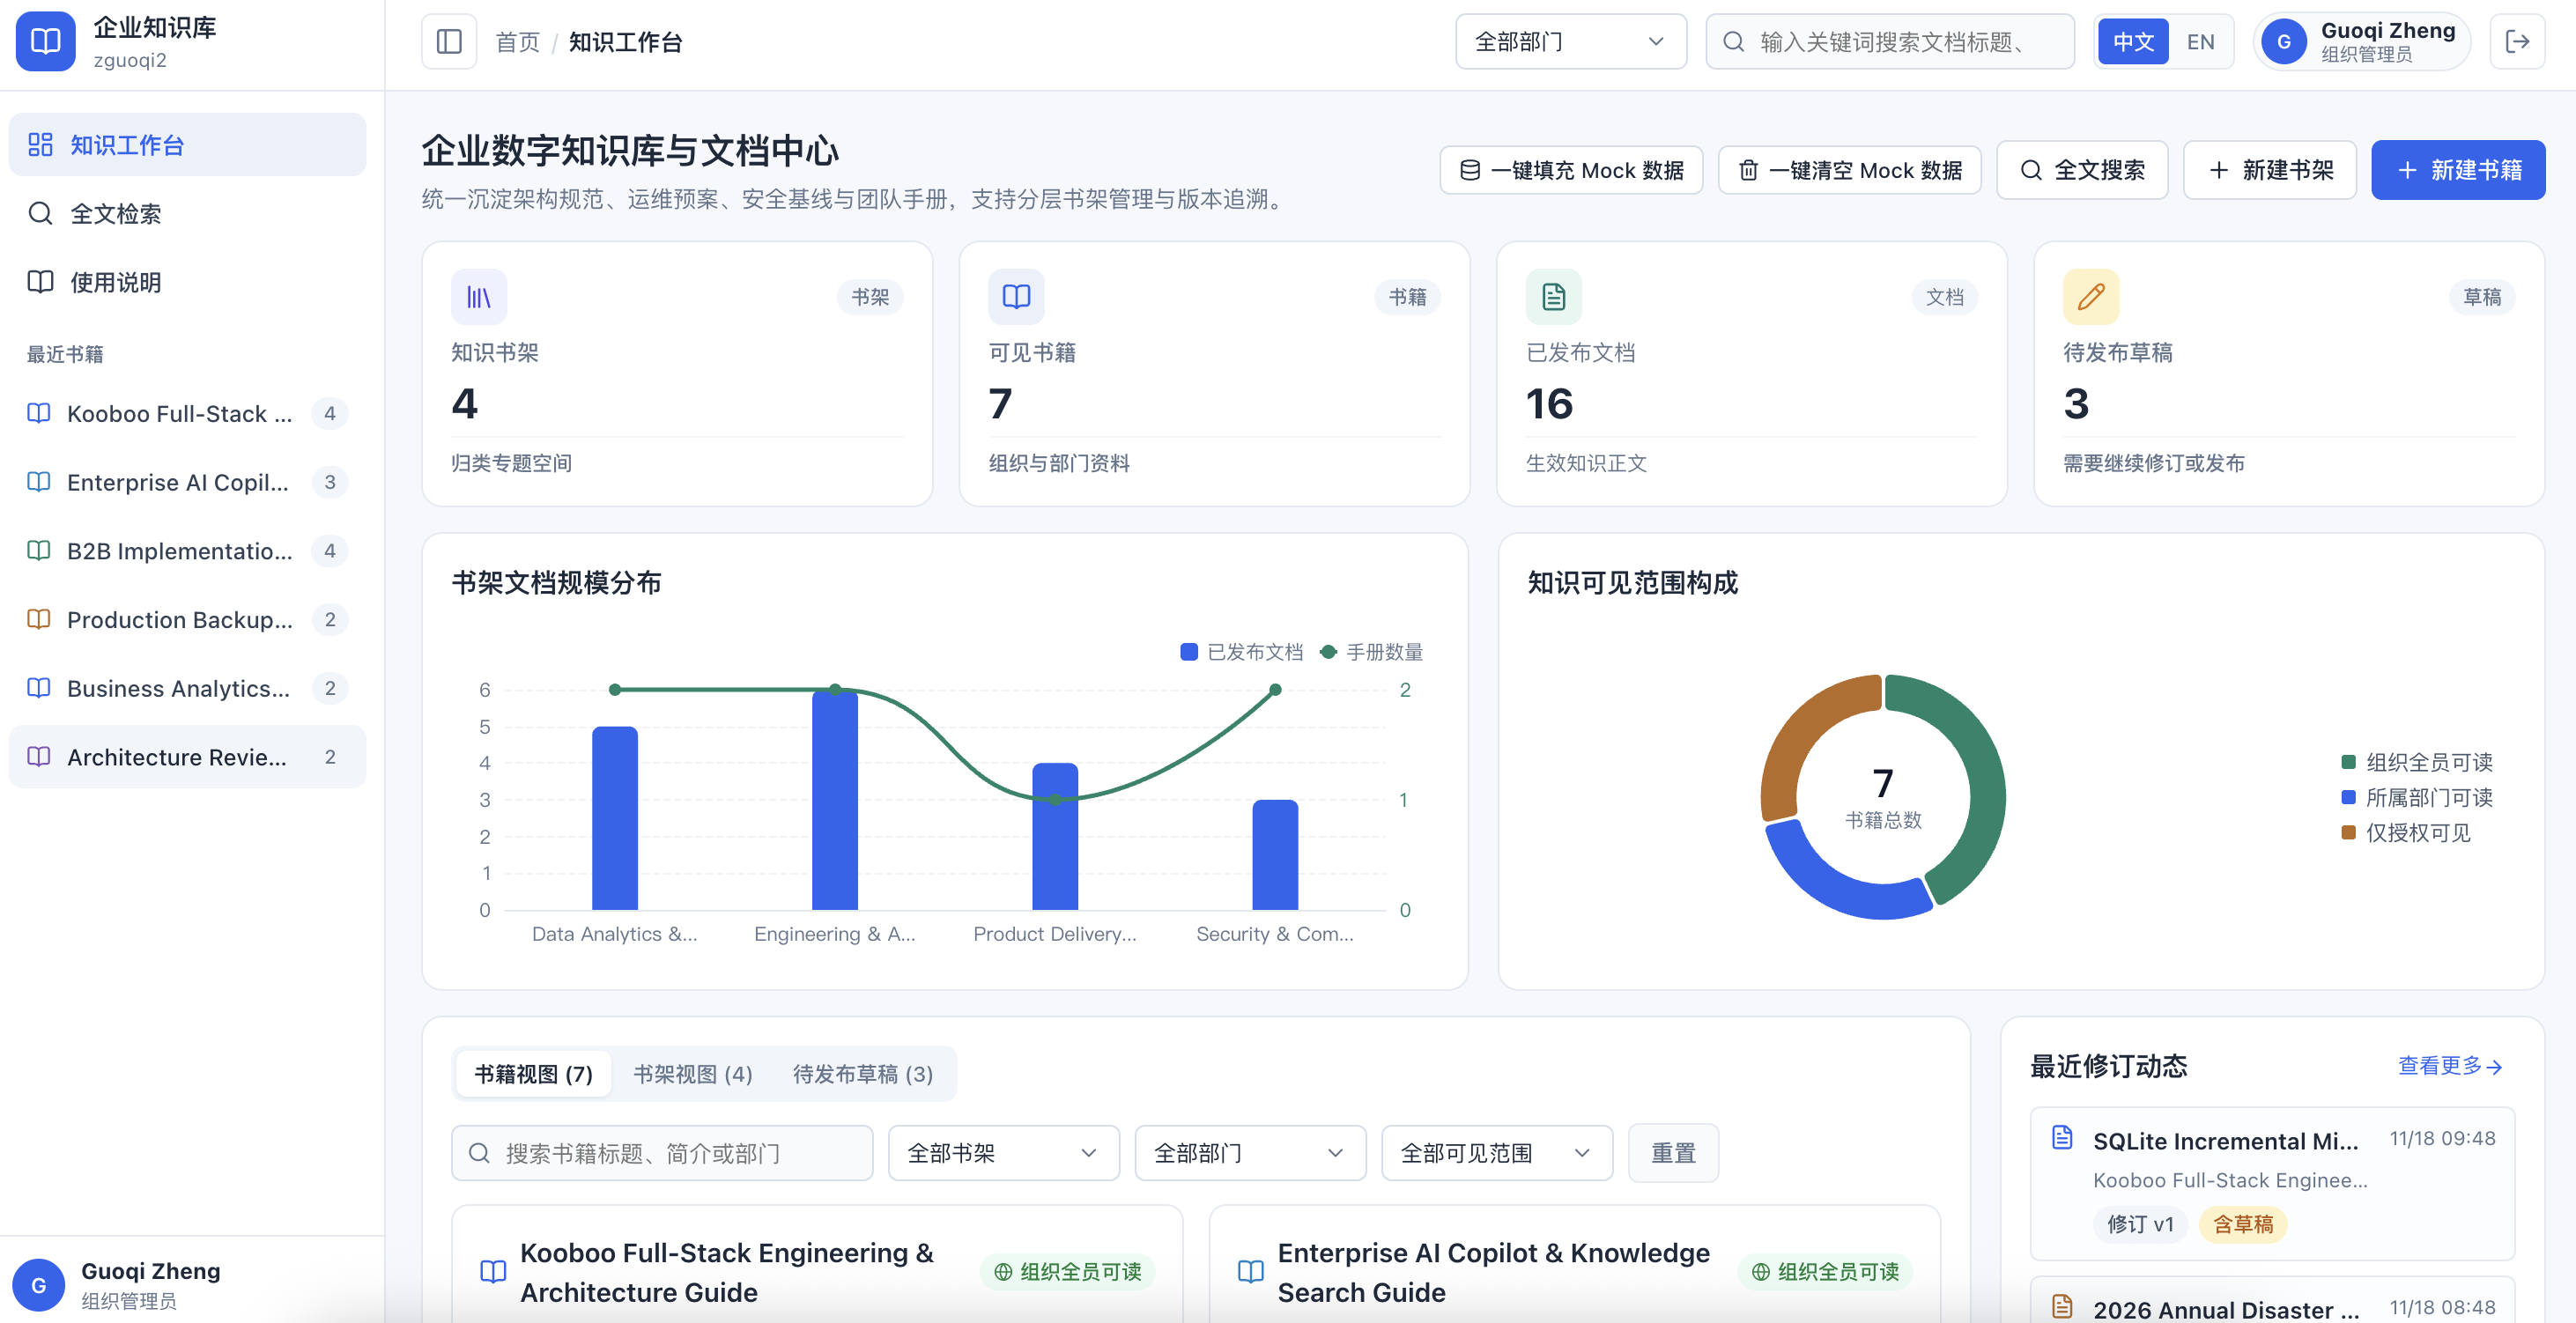 企业知识库
zguoqi2
首页 / 知识工作台
全部部门
输入关键词搜索文档标题、
中文
EN
G
Guoqi Zheng
组织管理员
知识工作台
全文检索
使用说明
最近书籍
Kooboo Full-Stack ... 4
Enterprise AI Copil... 3
B2B Implementatio... 4
Production Backup... 2
Business Analytics... 2
Architecture Revie... 2
G
Guoqi Zheng
组织管理员
企业数字知识库与文档中心
统一沉淀架构规范、运维预案、安全基线与团队手册，支持分层书架管理与版本追溯。
一键填充 Mock 数据
一键清空 Mock 数据
全文搜索
新建书架
新建书籍
书架
知识书架
4
归类专题空间
书籍
可见书籍
7
组织与部门资料
文档
已发布文档
16
生效知识正文
草稿
待发布草稿
3
需要继续修订或发布
书架文档规模分布
已发布文档
手册数量
6
5
4
3
2
1
0
2
1
0
Data Analytics &...
Engineering & A...
Product Delivery...
Security & Com...
知识可见范围构成
7
书籍总数
组织全员可读
所属部门可读
仅授权可见
书籍视图 (7)
书架视图 (4)
待发布草稿 (3)
搜索书籍标题、简介或部门
全部书架
全部部门
全部可见范围
重置
Kooboo Full-Stack Engineering &
Architecture Guide
组织全员可读
Enterprise AI Copilot & Knowledge
Search Guide
组织全员可读
最近修订动态
查看更多
SQLite Incremental Mi... 11/18 09:48
Kooboo Full-Stack Enginee...
修订 v1
含草稿
2026 Annual Disaster ... 11/18 08:48